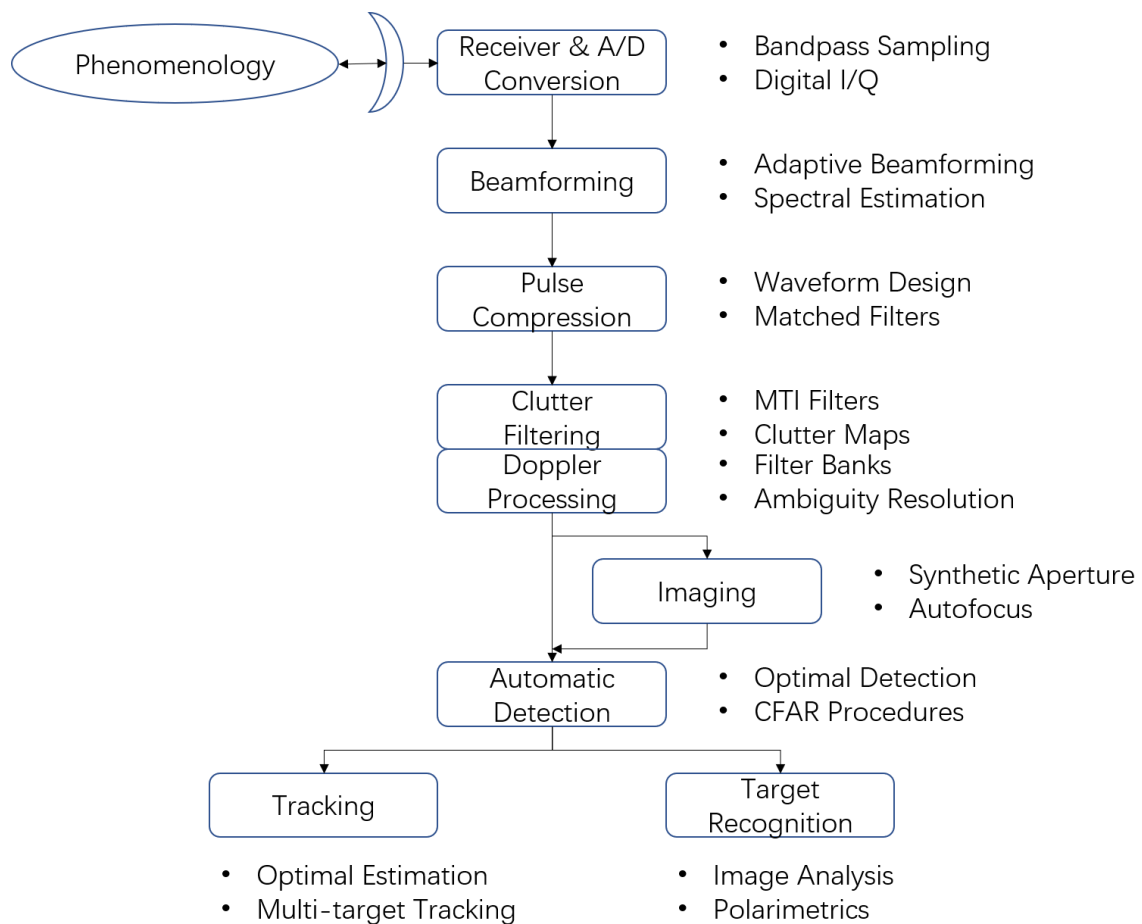 Phenomenology
Receiver & A/D
Conversion
• Bandpass Sampling
• Digital I/Q
Beamforming
• Adaptive Beamforming
• Spectral Estimation
Pulse
Compression
• Waveform Design
• Matched Filters
Clutter
Filtering
• MTI Filters
• Clutter Maps
Doppler
Processing
• Filter Banks
• Ambiguity Resolution
Imaging
• Synthetic Aperture
• Autofocus
Automatic
Detection
• Optimal Detection
• CFAR Procedures
Tracking
• Optimal Estimation
• Multi-target Tracking
Target
Recognition
• Image Analysis
• Polarimetrics